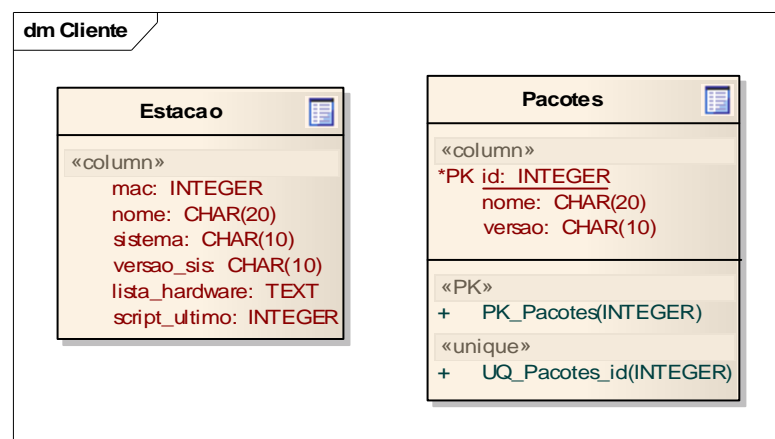 dm Cliente
Estacao
«column»
mac: INTEGER
nome: CHAR(20)
sistema: CHAR(10)
versao_sis: CHAR(10)
lista_hardware: TEXT
script_ultimo: INTEGER
Pacotes
«column»
*PK id: INTEGER
nome: CHAR(20)
versao: CHAR(10)
«PK»
+ PK_Pacotes(INTEGER)
«unique»
+ UQ_Pacotes_id(INTEGER)